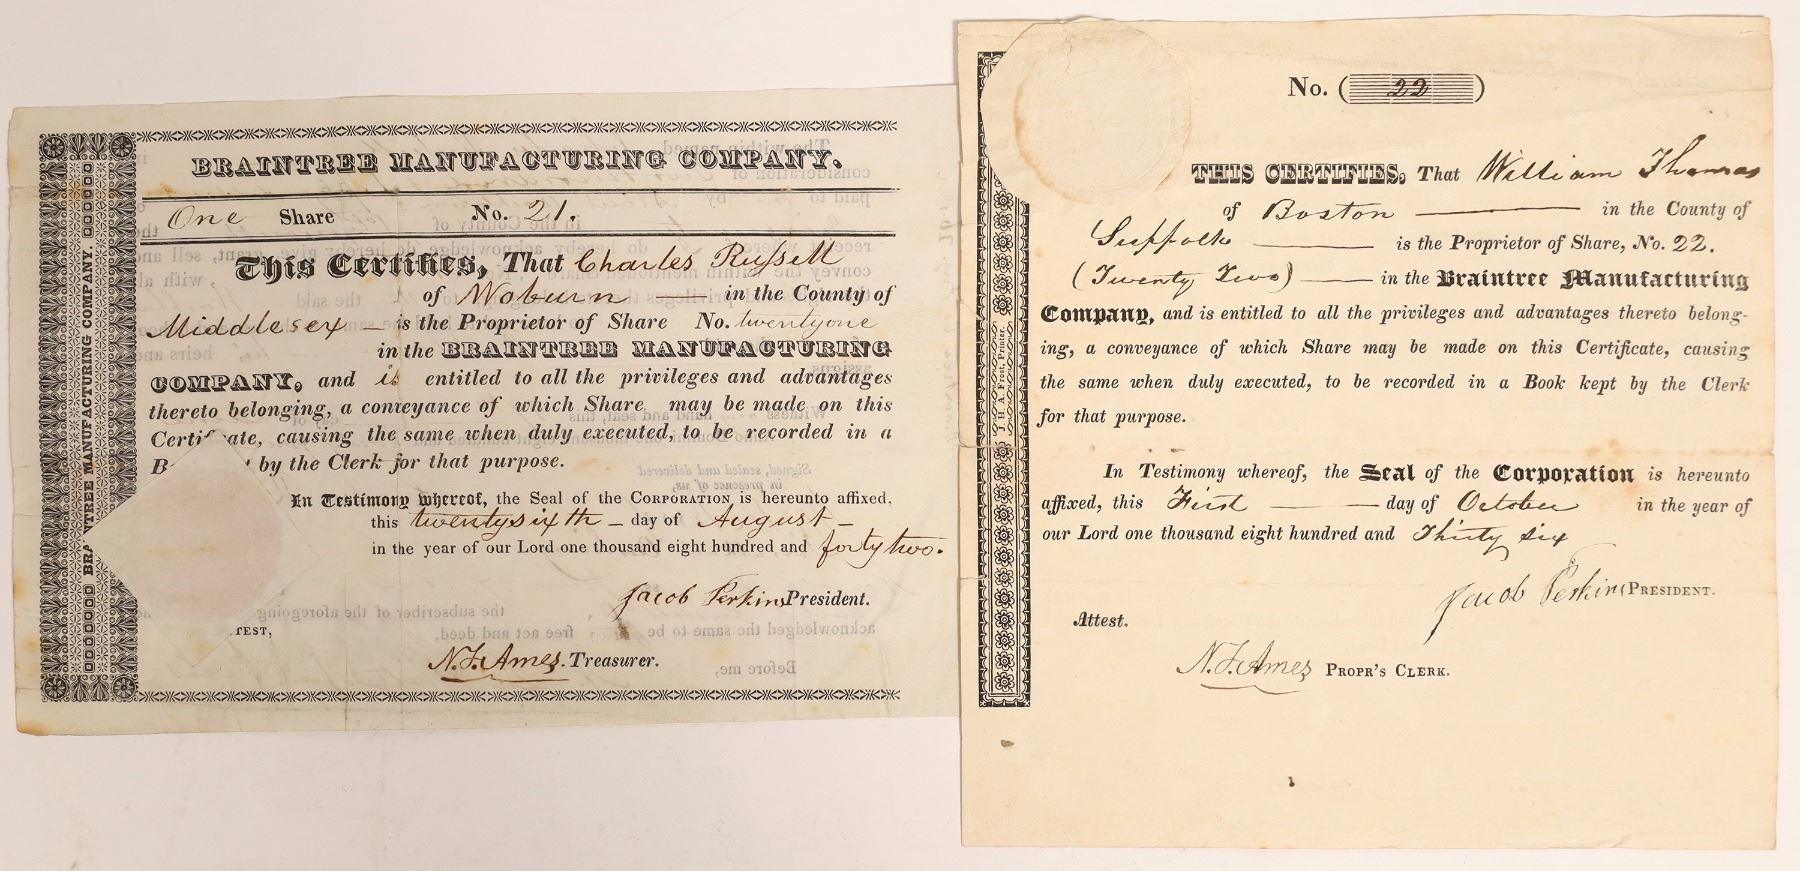 BRAINTREE MANUFACTURING COMPANY.
BRAINTREE MANUFACTURING COMPANY.
One Share No. 21.
This Certifies, That Charles Russell
of Woburn in the County of
Middlesex is the Proprietor of Share No. twentyone
in the BRAINTREE MANUFACTURING
COMPANY, and is entitled to all the privileges and advantages
thereto belonging, a conveyance of which Share may be made on this
Certificate, causing the same when duly executed, to be recorded in a
by the Clerk for that purpose.
In Testimony whereof, the Seal of the CORPORATION is hereunto affixed,
this twentysixth day of August
in the year of our Lord one thousand eight hundred and forty two.
Jacob Perkins President.
TEST,
N. F. Ames. Treasurer.
J. H. A. Frost, Printer.
No. (22)
THIS CERTIFIES, That William Thomas
of Boston in the County of
Suffolk is the Proprietor of Share, No. 22.
(Twenty Two) in the Braintree Manufacturing
Company, and is entitled to all the privileges and advantages thereto belong-
ing, a conveyance of which Share may be made on this Certificate, causing
the same when duly executed, to be recorded in a Book kept by the Clerk
for that purpose.
In Testimony whereof, the Seal of the Corporation is hereunto
affixed, this First day of October in the year of
our Lord one thousand eight hundred and Thirty six
Jacob Perkins PRESIDENT.
Attest.
N. F. Ames PROPR'S CLERK.